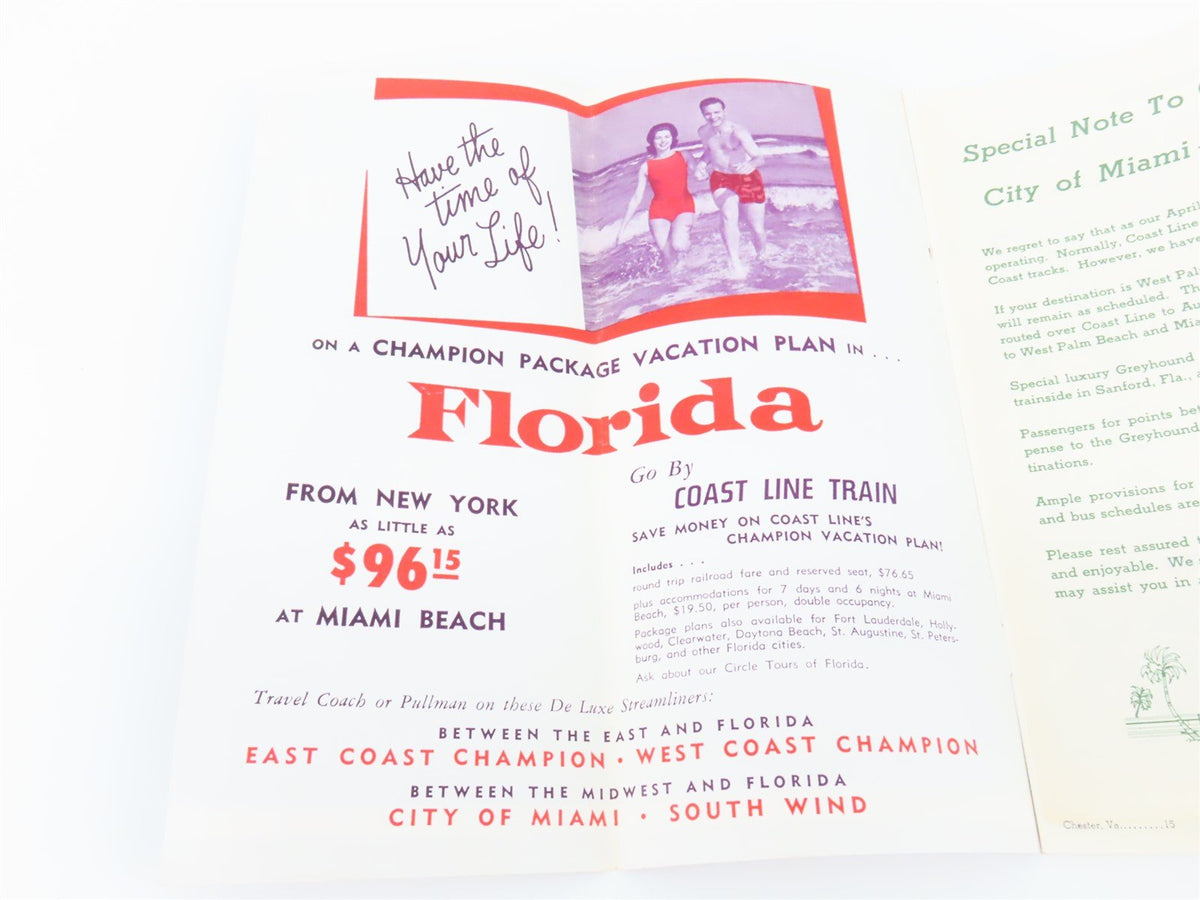 Have the
time of
Your Life!
ON A CHAMPION PACKAGE VACATION PLAN IN . . .
Florida
FROM NEW YORK
AS LITTLE AS
$96 15
AT MIAMI BEACH
Go By
COAST LINE TRAIN
SAVE MONEY ON COAST LINE'S
CHAMPION VACATION PLAN!
Includes . . .
round trip railroad fare and reserved seat, $76.65
plus accommodations for 7 days and 6 nights at Miami
Beach, $19.50, per person, double occupancy.
Package plans also available for Fort Lauderdale, Holly-
wood, Clearwater, Daytona Beach, St. Augustine, St. Peters-
burg, and other Florida cities.
Ask about our Circle Tours of Florida.
Travel Coach or Pullman on these De Luxe Streamliners:
BETWEEN THE EAST AND FLORIDA
EAST COAST CHAMPION · WEST COAST CHAMPION
BETWEEN THE MIDWEST AND FLORIDA
CITY OF MIAMI · SOUTH WIND
Special Note To
City of Miami
We regret to say that as our April
operating. Normally, Coast Line
Coast tracks. However, we have
If your destination is West Palm
will remain as scheduled. Th
routed over Coast Line to Au
to West Palm Beach and Mia
Special luxury Greyhound
trainside in Sanford, Fla.,
Passengers for points bet
pense to the Greyhound
tinations.
Ample provisions for
and bus schedules are
Please rest assured
and enjoyable. We
may assist you in
Chester, Va.........15